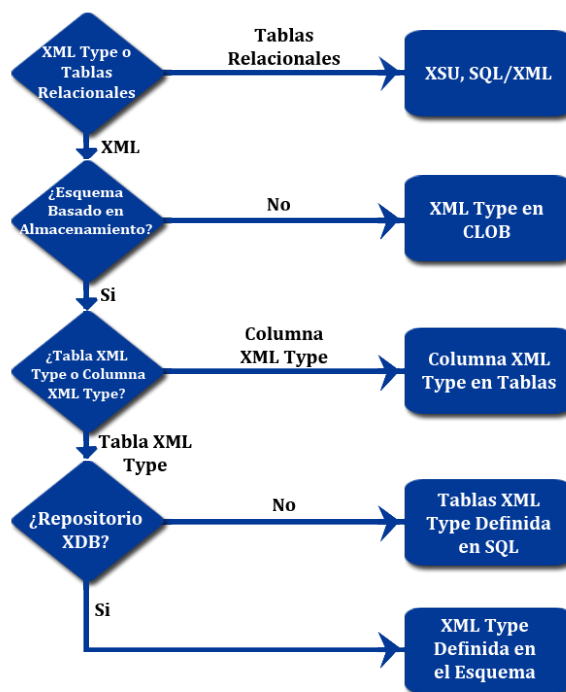 XML Type o
Tablas
Relacionales
Tablas
Relacionales
XSU, SQL/XML
XML
¿Esquema
Basado en
Almacenamiento?
No
XML Type en
CLOB
Si
¿Tabla XML
Type o Columna
XML Type?
Columna
XML Type
Columna XML
Type en Tablas
Tabla XML
Type
¿Repositorio
XDB?
No
Tablas XML
Type Definida
en SQL
Si
XML Type
Definida en
el Esquema